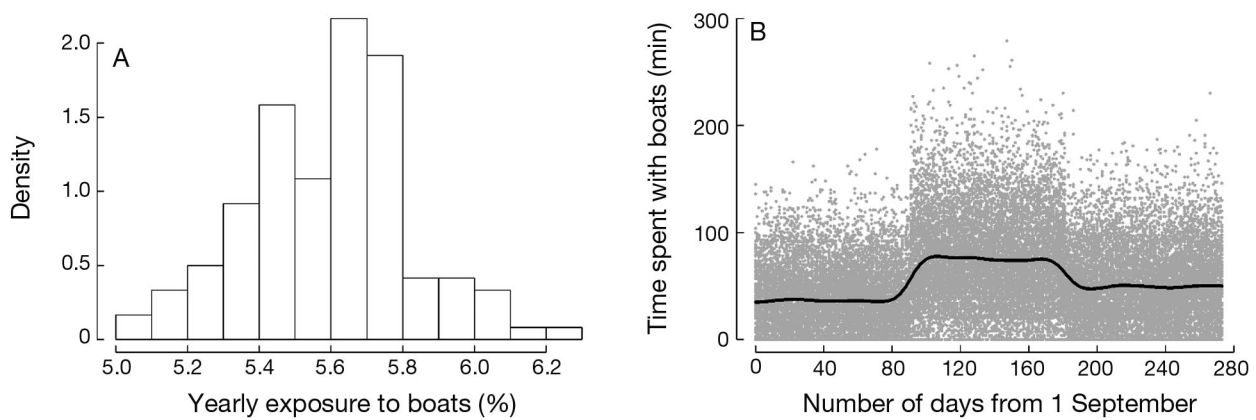 A
2.0
1.5
1.0
0.5
0
Density
5.0 5.2 5.4 5.6 5.8 6.0 6.2
Yearly exposure to boats (%)
B
300
200
100
0
Time spent with boats (min)
0 40 80 120 160 200 240 280
Number of days from 1 September